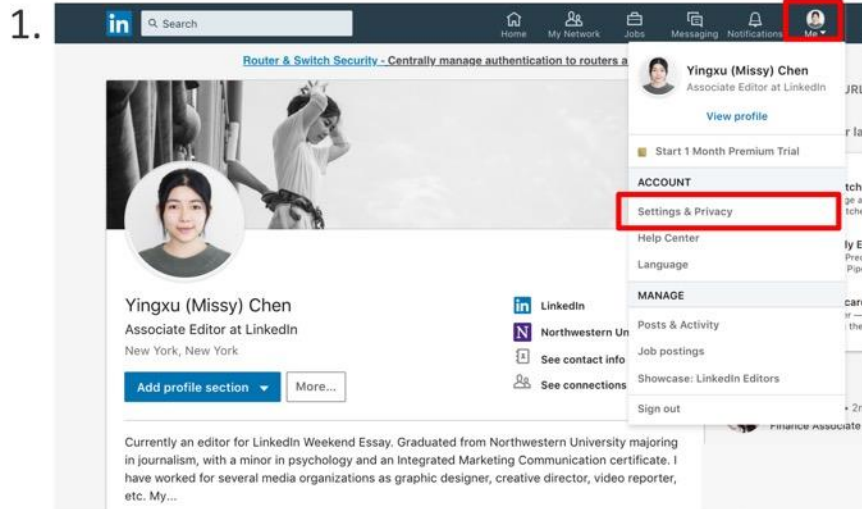 1.
in
Search
Home
My Network
Jobs
Messaging
Notifications
Me
Router & Switch Security - Centrally manage authentication to routers a
Yingxu (Missy) Chen
Associate Editor at LinkedIn
View profile
Start 1 Month Premium Trial
ACCOUNT
Settings & Privacy
Help Center
Language
MANAGE
Posts & Activity
Job postings
Showcase: LinkedIn Editors
Sign out
Yingxu (Missy) Chen
Associate Editor at LinkedIn
New York, New York
Add profile section
More...
in LinkedIn
N Northwestern Un
See contact info
See connections
Finance Associate
Currently an editor for LinkedIn Weekend Essay. Graduated from Northwestern University majoring
in journalism, with a minor in psychology and an Integrated Marketing Communication certificate. I
have worked for several media organizations as graphic designer, creative director, video reporter,
etc. My...